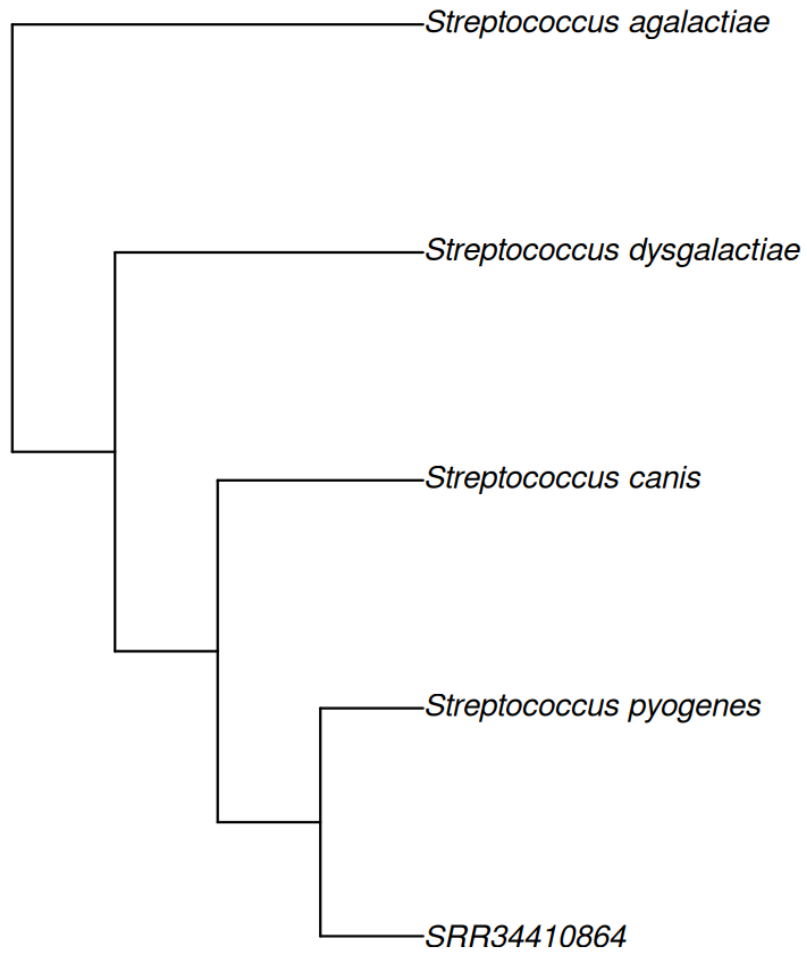 Streptococcus agalactiae
Streptococcus dysgalactiae
Streptococcus canis
Streptococcus pyogenes
SRR34410864